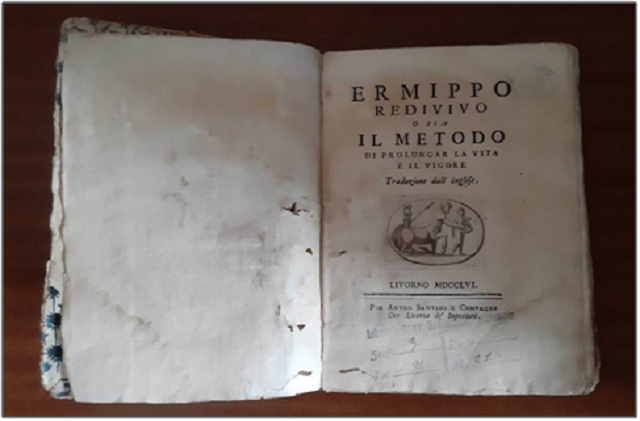 ERMIPPO
REDIVIVO
O SIA
IL METODO
DI PROLUNGAR LA VITA
E IL VIGORE
Traduzione dall' Inglese.
LIVORNO MDCCLVI.
PER ANTON SANTINI E COMPAGNI
Con Licenza de' Superiori.